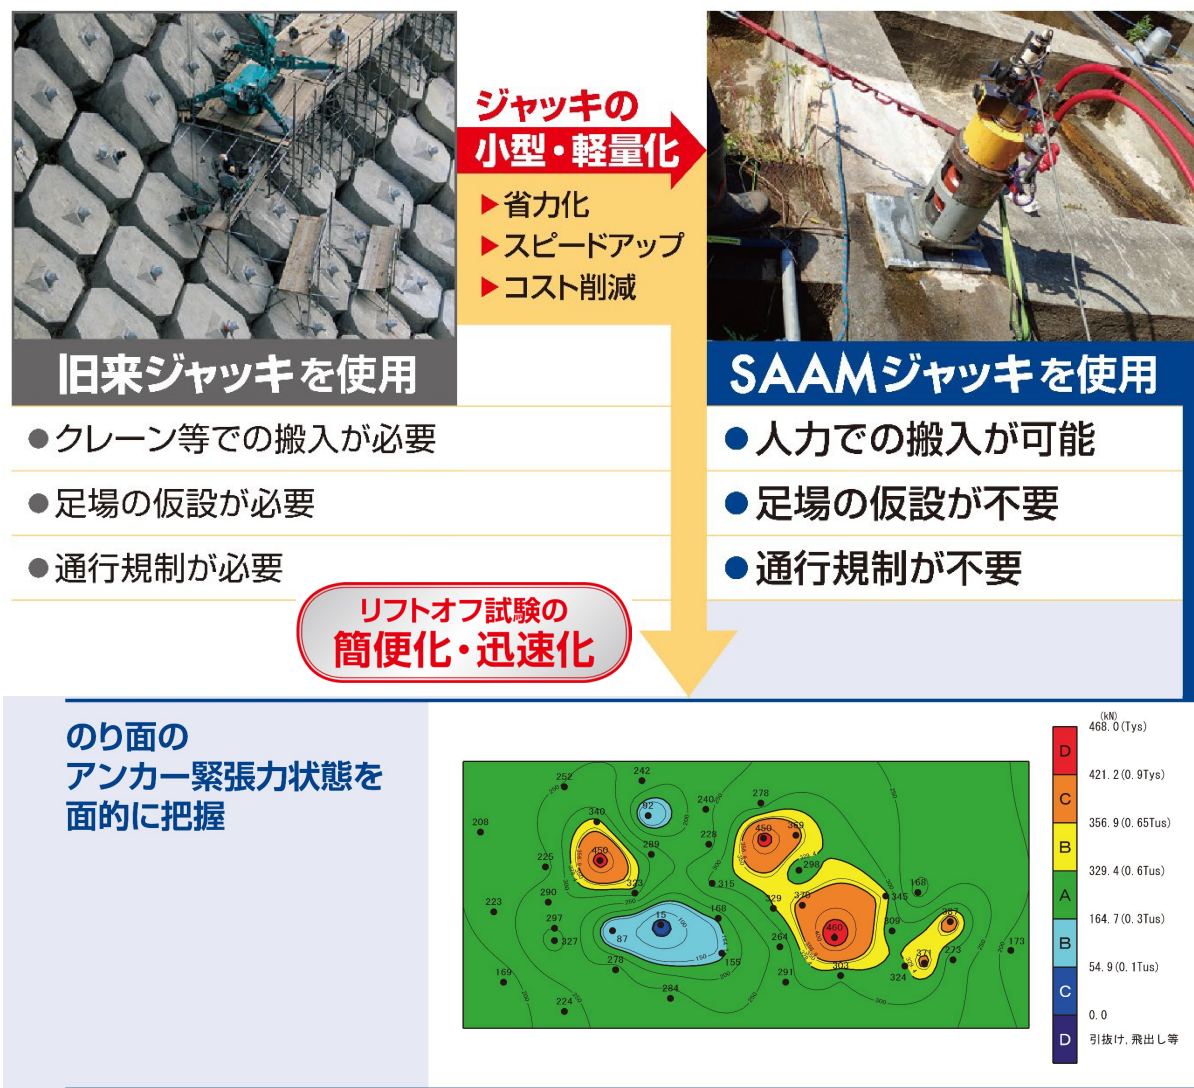 ジャッキの
小型・軽量化
▶省力化
▶スピードアップ
▶コスト削減
旧来ジャッキを使用
SAAMジャッキを使用
●クレーン等での搬入が必要
●人力での搬入が可能
●足場の仮設が必要
●足場の仮設が不要
●通行規制が必要
●通行規制が不要
リフトオフ試験の
簡便化・迅速化
のり面の
アンカー緊張力状態を
面的に把握
(kN)
468.0(Tys)
D
421.2(0.9Tys)
C
356.9(0.65Tus)
B
329.4(0.6Tus)
A
164.7(0.3Tus)
B
54.9(0.1Tus)
C
0.0
D 引抜け、飛出し等
252
242
92
240
278
208
340
450
369
228
225
450
289
298
323
315
168
290
345
223
329
370
168
15
297
327
87
309
387
460
264
173
278
155
273
371
303
324
169
291
284
224